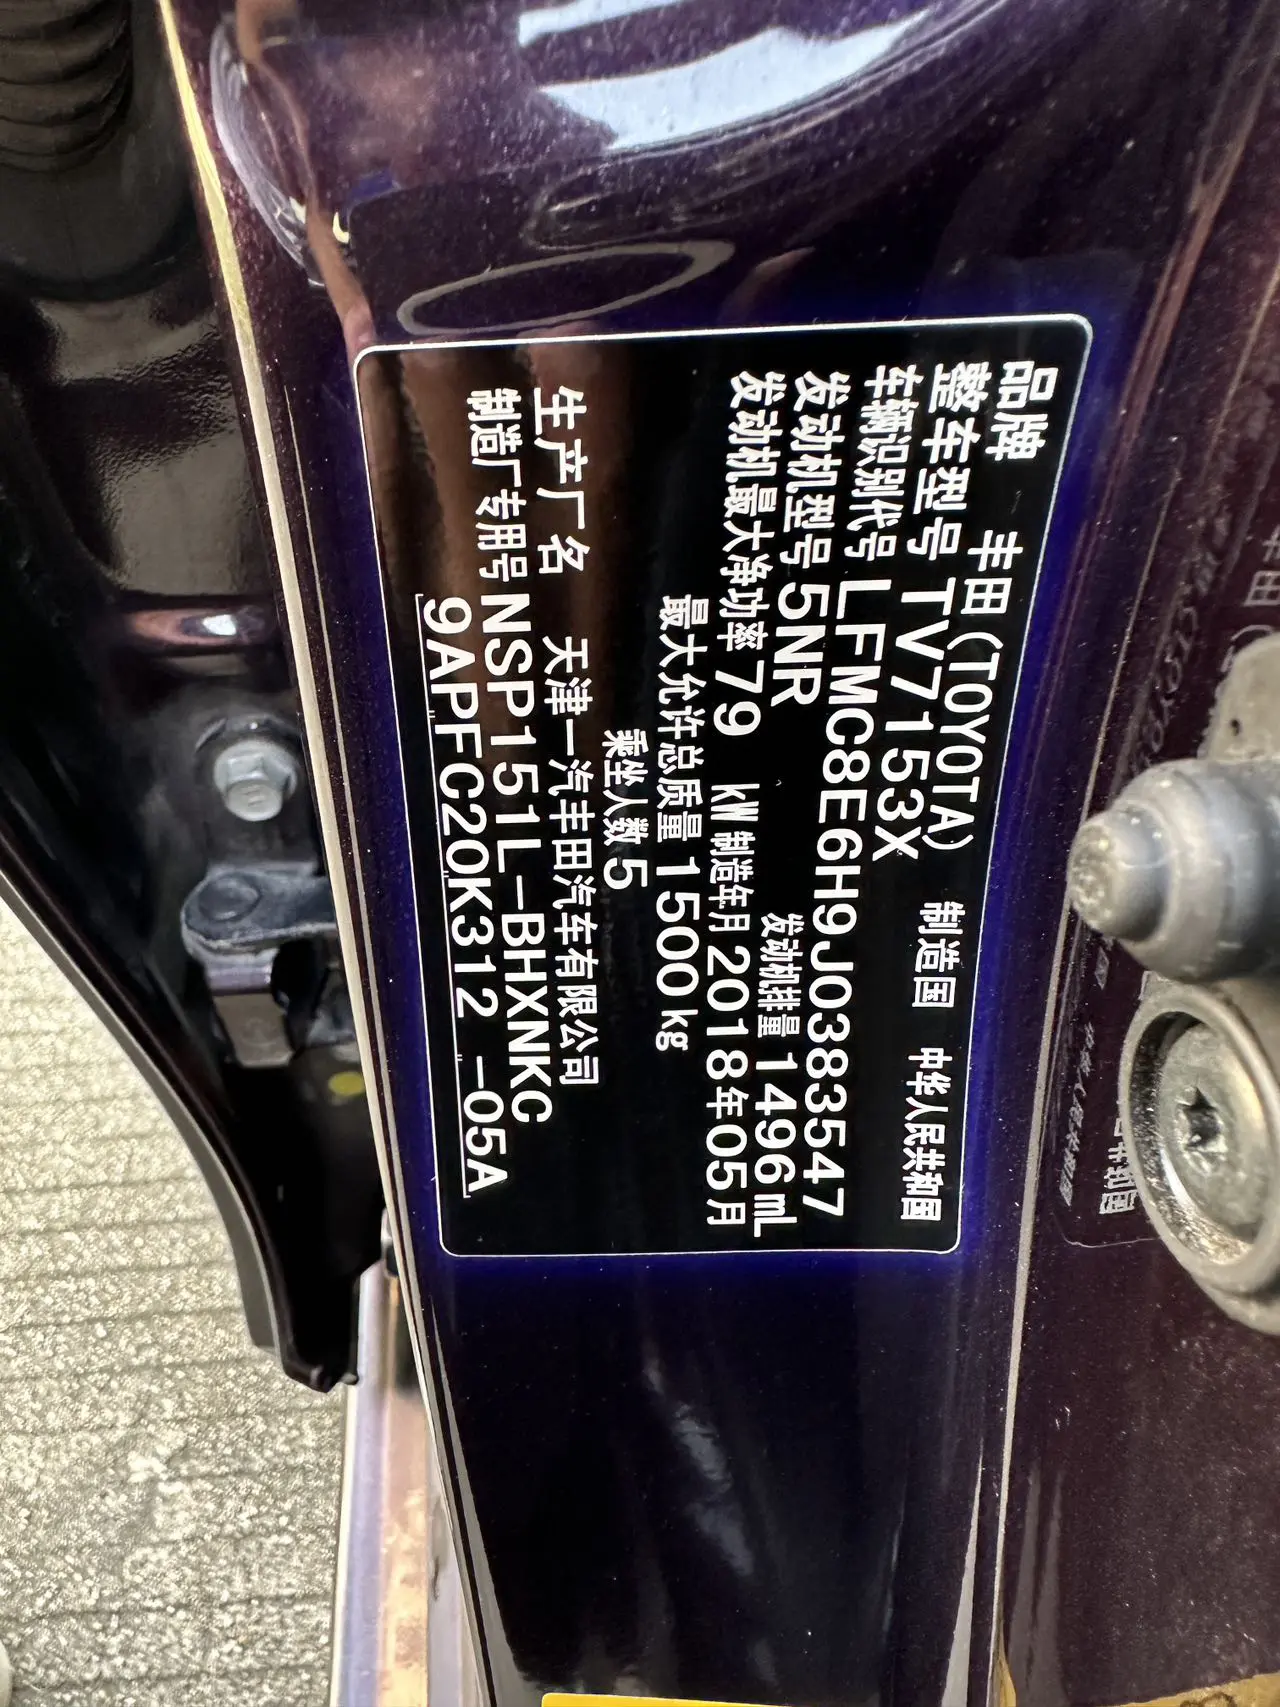 品牌 丰田(TOYOTA) 制造国 中华人民共和国
整车型号 TV7153X
车辆识别代号 LFMC8E6H9J0383547
发动机型号 5NR 发动机排量 1496mL
发动机最大净功率 79 kW 制造年月 2018年05月
最大允许总质量 1500kg
乘坐人数 5
生产厂名 天津一汽丰田汽车有限公司
制造厂专用号 NSP151L-BHXNKC
9APFC20K312 -05A